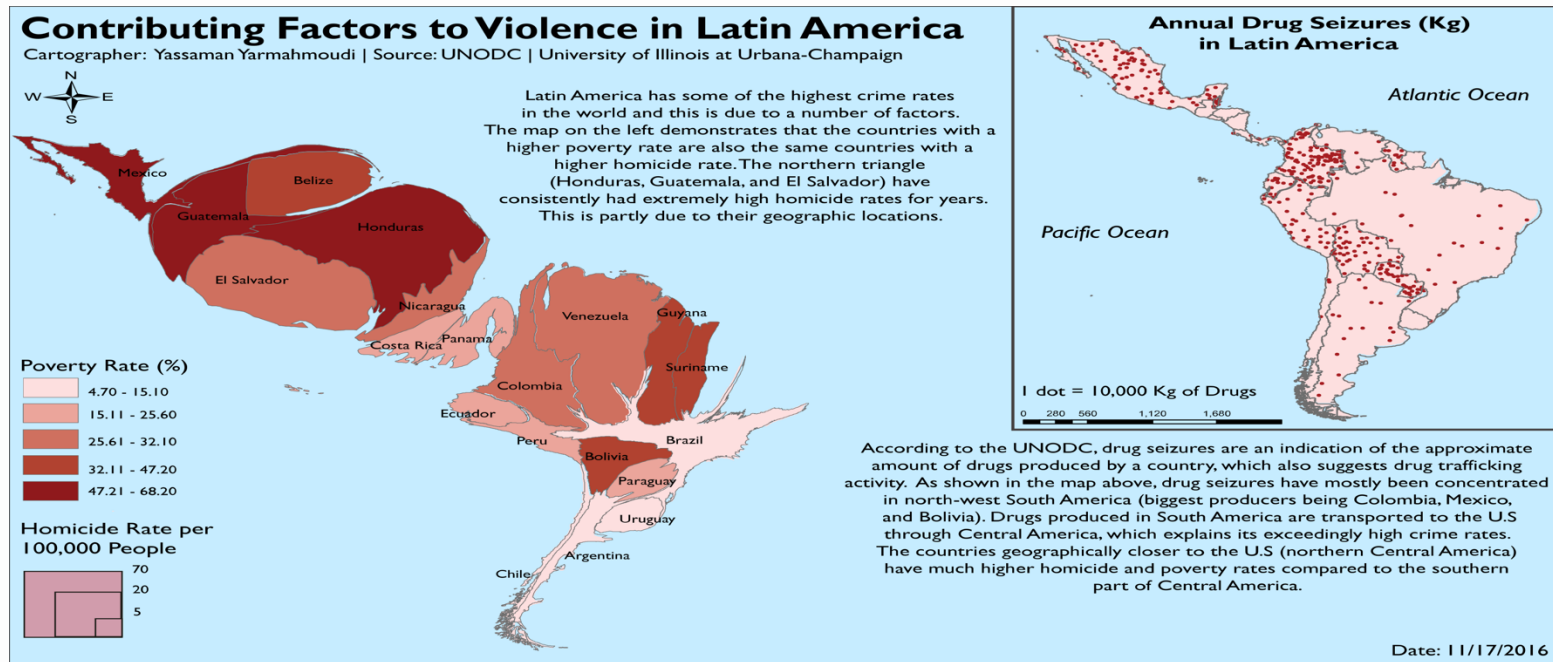 Contributing Factors to Violence in Latin America
Cartographer: Yassaman Yarmahmoudi | Source: UNODC | University of Illinois at Urbana-Champaign
N
W
E
S
Latin America has some of the highest crime rates
in the world and this is due to a number of factors.
The map on the left demonstrates that the countries with a
higher poverty rate are also the same countries with a
higher homicide rate. The northern triangle
(Honduras, Guatemala, and El Salvador) have
consistently had extremely high homicide rates for years.
This is partly due to their geographic locations.
Mexico
Belize
Guatemala
Honduras
El Salvador
Nicaragua
Costa Rica
Panama
Venezuela
Guyana
Suriname
Colombia
Ecuador
Peru
Brazil
Bolivia
Paraguay
Uruguay
Argentina
Chile
Poverty Rate (%)
4.70 - 15.10
15.11 - 25.60
25.61 - 32.10
32.11 - 47.20
47.21 - 68.20
Homicide Rate per
100,000 People
70
20
5
Annual Drug Seizures (Kg)
in Latin America
Atlantic Ocean
Pacific Ocean
1 dot = 10,000 Kg of Drugs
0 280 560 1,120 1,680
According to the UNODC, drug seizures are an indication of the approximate
amount of drugs produced by a country, which also suggests drug trafficking
activity. As shown in the map above, drug seizures have mostly been concentrated
in north-west South America (biggest producers being Colombia, Mexico,
and Bolivia). Drugs produced in South America are transported to the U.S
through Central America, which explains its exceedingly high crime rates.
The countries geographically closer to the U.S (northern Central America)
have much higher homicide and poverty rates compared to the southern
part of Central America.
Date: 11/17/2016